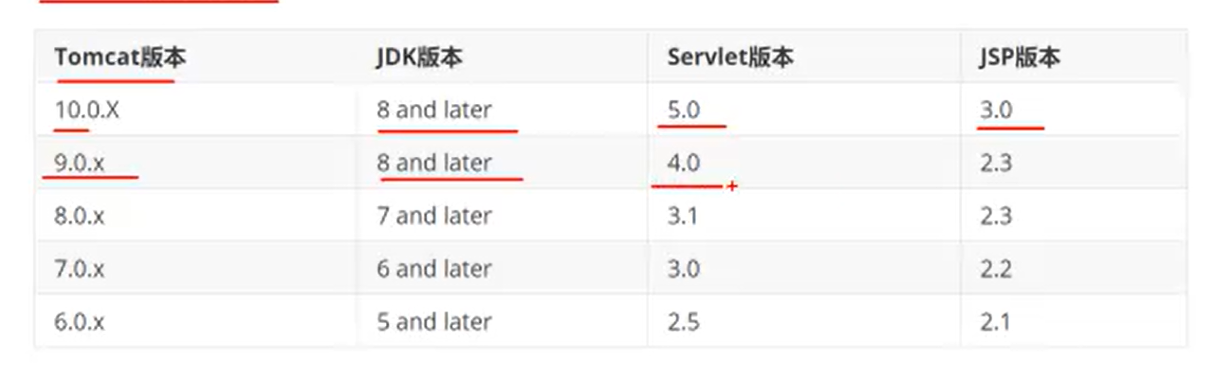 Tomcat版本 JDK版本 Servlet版本 JSP版本
10.0.X 8 and later 5.0 3.0
9.0.x 8 and later 4.0 2.3
8.0.x 7 and later 3.1 2.3
7.0.x 6 and later 3.0 2.2
6.0.x 5 and later 2.5 2.1